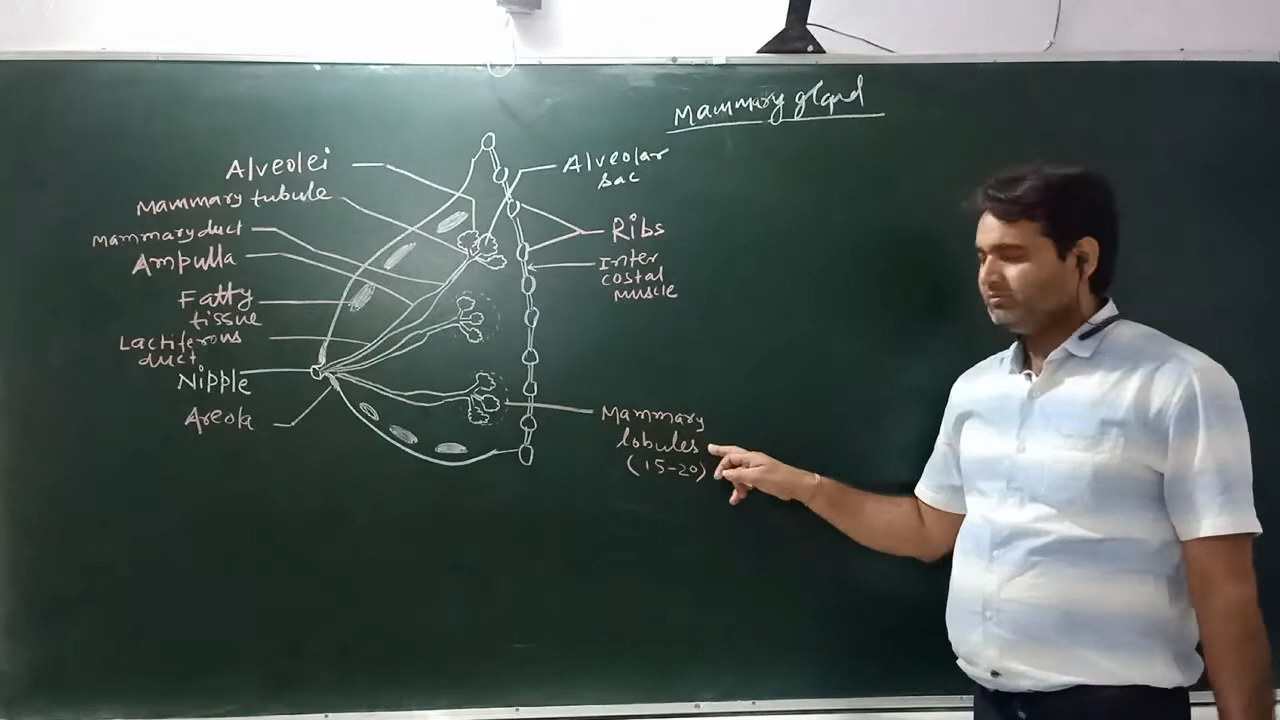 Mammary gland
Alveolei
Mammary tubule
Mammary duct
Ampulla
Fatty
tissue
Lactiferous
duct
Nipple
Areola
Alveolar
sac
Ribs
Inter
costal
muscle
Mammary
lobules
(15-20)